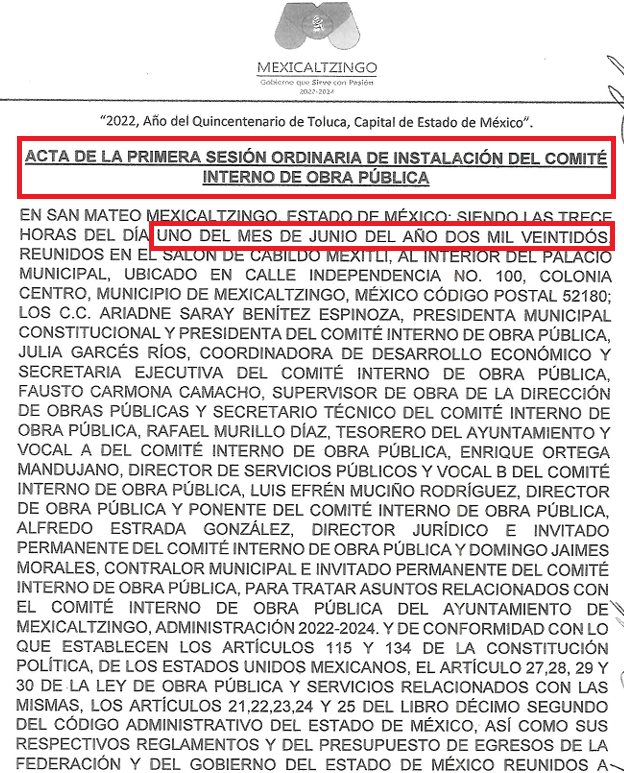 MEXICALTZINGO
Gobierno que Sirve con Pasión
2022-2024
"2022, Año del Quincentenario de Toluca, Capital de Estado de México".
ACTA DE LA PRIMERA SESIÓN ORDINARIA DE INSTALACIÓN DEL COMITÉ
INTERNO DE OBRA PÚBLICA
EN SAN MATEO MEXICALTZINGO, ESTADO DE MÉXICO; SIENDO LAS TRECE
HORAS DEL DÍA UNO DEL MES DE JUNIO DEL AÑO DOS MIL VEINTIDÓS,
REUNIDOS EN EL SALÓN DE CABILDO MEXITLI, AL INTERIOR DEL PALACIO
MUNICIPAL, UBICADO EN CALLE INDEPENDENCIA NO. 100, COLONIA
CENTRO, MUNICIPIO DE MEXICALTZINGO, MÉXICO CÓDIGO POSTAL 52180;
LOS C.C. ARIADNE SARAY BENÍTEZ ESPINOZA, PRESIDENTA MUNICIPAL
CONSTITUCIONAL Y PRESIDENTA DEL COMITÉ INTERNO DE OBRA PÚBLICA,
JULIA GARCÉS RÍOS, COORDINADORA DE DESARROLLO ECONÓMICO Y
SECRETARIA EJECUTIVA DEL COMITÉ INTERNO DE OBRA PÚBLICA,
FAUSTO CARMONA CAMACHO, SUPERVISOR DE OBRA DE LA DIRECCIÓN
DE OBRAS PÚBLICAS Y SECRETARIO TÉCNICO DEL COMITÉ INTERNO DE
OBRA PÚBLICA, RAFAEL MURILLO DÍAZ, TESORERO DEL AYUNTAMIENTO Y
VOCAL A DEL COMITÉ INTERNO DE OBRA PÚBLICA, ENRIQUE ORTEGA
MANDUJANO, DIRECTOR DE SERVICIOS PÚBLICOS Y VOCAL B DEL COMITÉ
INTERNO DE OBRA PÚBLICA, LUIS EFRÉN MUCIÑO RODRÍGUEZ, DIRECTOR
DE OBRA PÚBLICA Y PONENTE DEL COMITÉ INTERNO DE OBRA PÚBLICA,
ALFREDO ESTRADA GONZÁLEZ, DIRECTOR JURÍDICO E INVITADO
PERMANENTE DEL COMITÉ INTERNO DE OBRA PÚBLICA Y DOMINGO JAIMES
MORALES, CONTRALOR MUNICIPAL E INVITADO PERMANENTE DEL COMITÉ
INTERNO DE OBRA PÚBLICA, PARA TRATAR ASUNTOS RELACIONADOS CON
EL COMITÉ INTERNO DE OBRA PÚBLICA DEL AYUNTAMIENTO DE
MEXICALTZINGO, ADMINISTRACIÓN 2022-2024. Y DE CONFORMIDAD CON LO
QUE ESTABLECEN LOS ARTÍCULOS 115 Y 134 DE LA CONSTITUCIÓN
POLÍTICA, DE LOS ESTADOS UNIDOS MEXICANOS, EL ARTÍCULO 27,28, 29 Y
30 DE LA LEY DE OBRA PÚBLICA Y SERVICIOS RELACIONADOS CON LAS
MISMAS, LOS ARTÍCULOS 21,22,23,24 Y 25 DEL LIBRO DÉCIMO SEGUNDO
DEL CÓDIGO ADMINISTRATIVO DEL ESTADO DE MÉXICO, ASÍ COMO SUS
RESPECTIVOS REGLAMENTOS Y DEL PRESUPUESTO DE EGRESOS DE LA
FEDERACIÓN Y DEL GOBIERNO DEL ESTADO DE MÉXICO REUNIDOS A